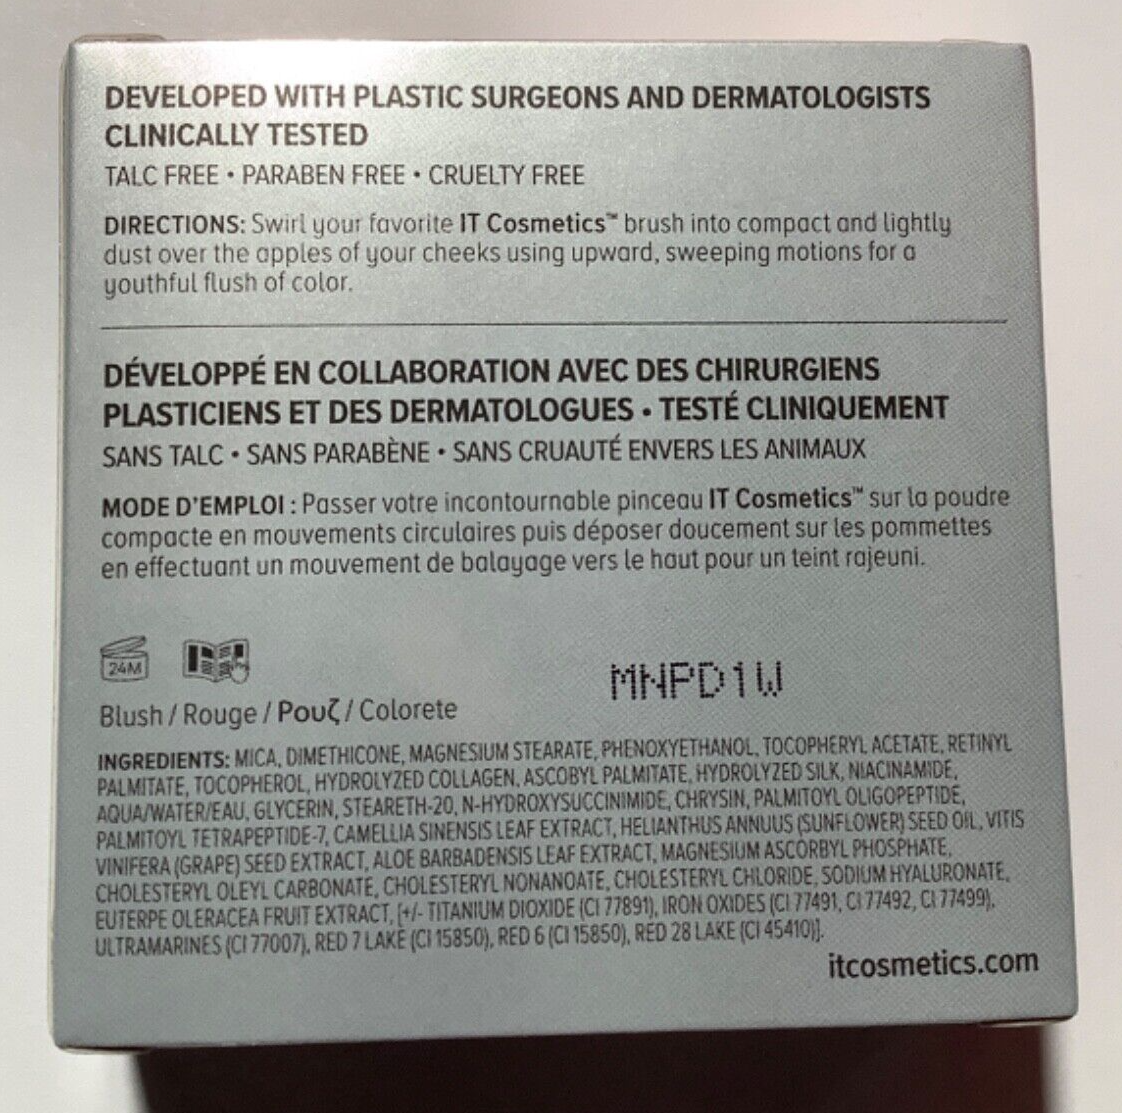 DEVELOPED WITH PLASTIC SURGEONS AND DERMATOLOGISTS
CLINICALLY TESTED
TALC FREE • PARABEN FREE • CRUELTY FREE
DIRECTIONS: Swirl your favorite IT Cosmetics™ brush into compact and lightly
dust over the apples of your cheeks using upward, sweeping motions for a
youthful flush of color.
DÉVELOPPÉ EN COLLABORATION AVEC DES CHIRURGIENS
PLASTICIENS ET DES DERMATOLOGUES • TESTÉ CLINIQUEMENT
SANS TALC • SANS PARABÈNE • SANS CRUAUTÉ ENVERS LES ANIMAUX
MODE D'EMPLOI : Passer votre incontournable pinceau IT Cosmetics™ sur la poudre
compacte en mouvements circulaires puis déposer doucement sur les pommettes
en effectuant un mouvement de balayage vers le haut pour un teint rajeuni.
24M
MNPD1W
Blush / Rouge / Ρουζ / Colorete
INGREDIENTS: MICA, DIMETHICONE, MAGNESIUM STEARATE, PHENOXYETHANOL, TOCOPHERYL ACETATE, RETINYL
PALMITATE, TOCOPHEROL, HYDROLYZED COLLAGEN, ASCOBYL PALMITATE, HYDROLYZED SILK, NIACINAMIDE,
AQUA/WATER/EAU, GLYCERIN, STEARETH-20, N-HYDROXYSUCCINIMIDE, CHRYSIN, PALMITOYL OLIGOPEPTIDE,
PALMITOYL TETRAPEPTIDE-7, CAMELLIA SINENSIS LEAF EXTRACT, HELIANTHUS ANNUUS (SUNFLOWER) SEED OIL, VITIS
VINIFERA (GRAPE) SEED EXTRACT, ALOE BARBADENSIS LEAF EXTRACT, MAGNESIUM ASCORBYL PHOSPHATE,
CHOLESTERYL OLEYL CARBONATE, CHOLESTERYL NONANOATE, CHOLESTERYL CHLORIDE, SODIUM HYALURONATE,
EUTERPE OLERACEA FRUIT EXTRACT, [+/- TITANIUM DIOXIDE (CI 77891), IRON OXIDES (CI 77491, CI 77492, CI 77499),
ULTRAMARINES (CI 77007), RED 7 LAKE (CI 15850), RED 6 (CI 15850), RED 28 LAKE (CI 45410)].
itcosmetics.com